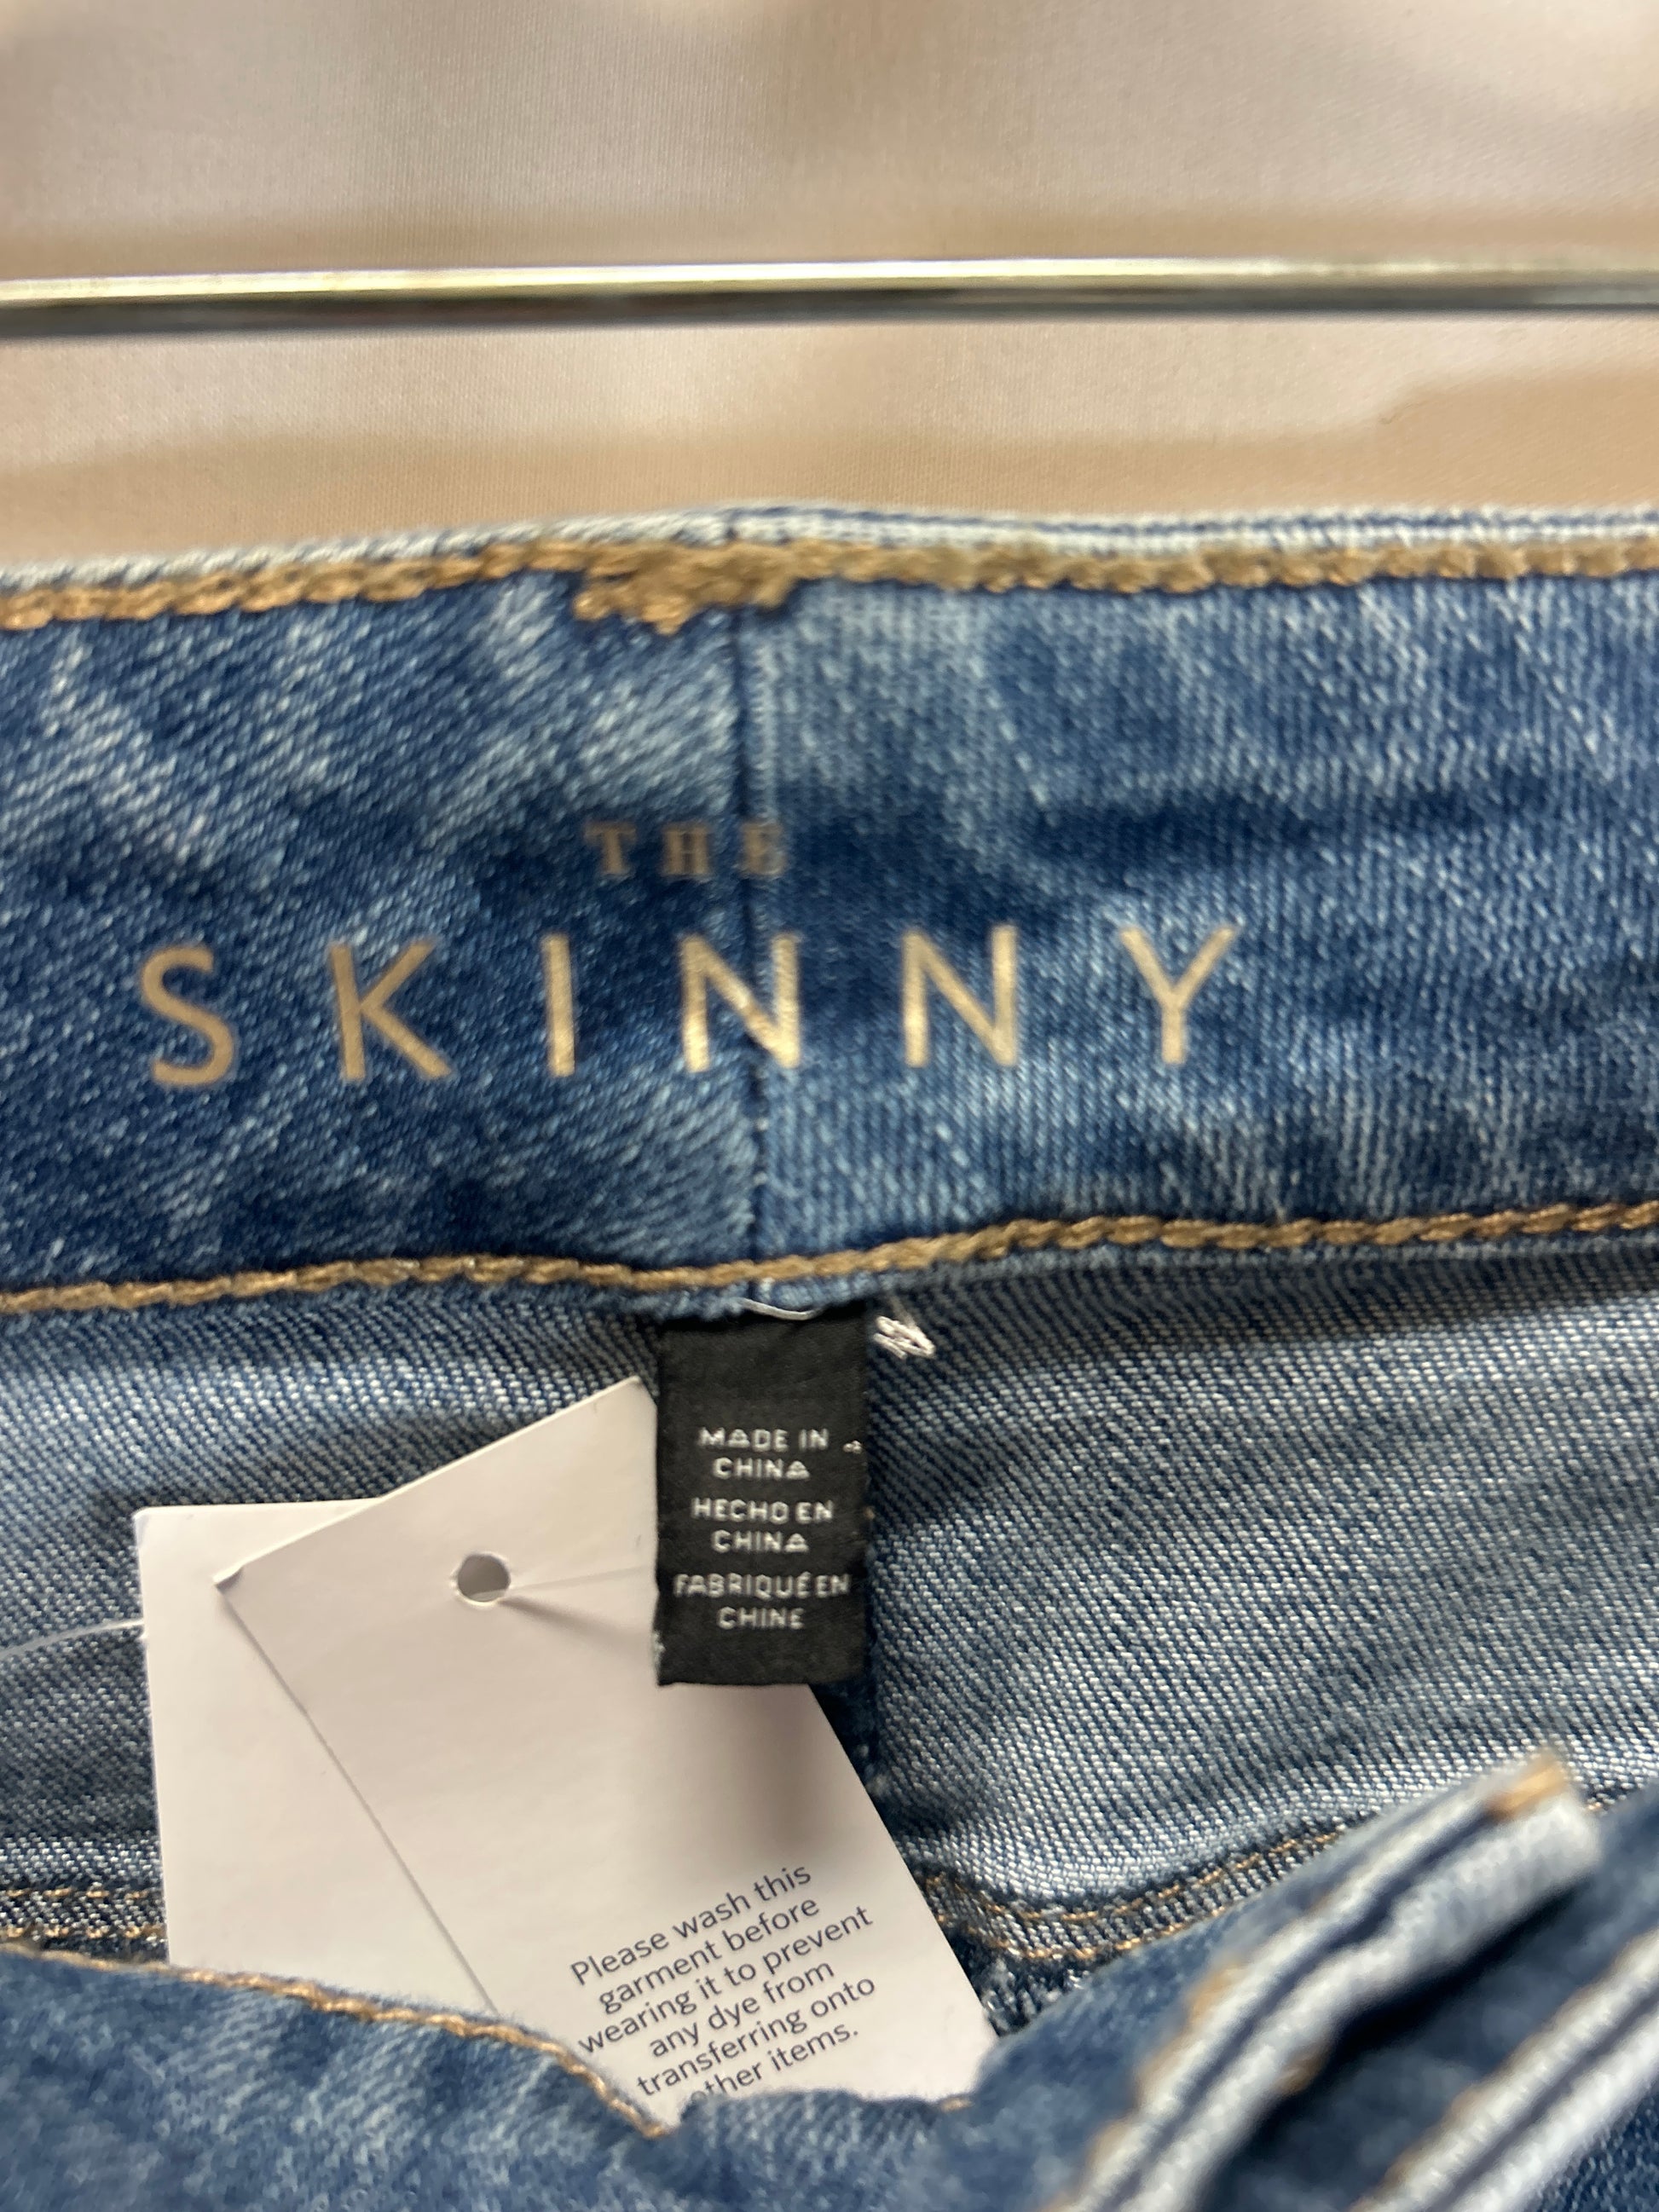 THE
SKINNY
MADE IN
CHINA
HECHO EN
CHINA
FABRIQUÉ EN
CHINE
Please wash this
garment before
wearing it to prevent
any dye from
transferring onto
other items.